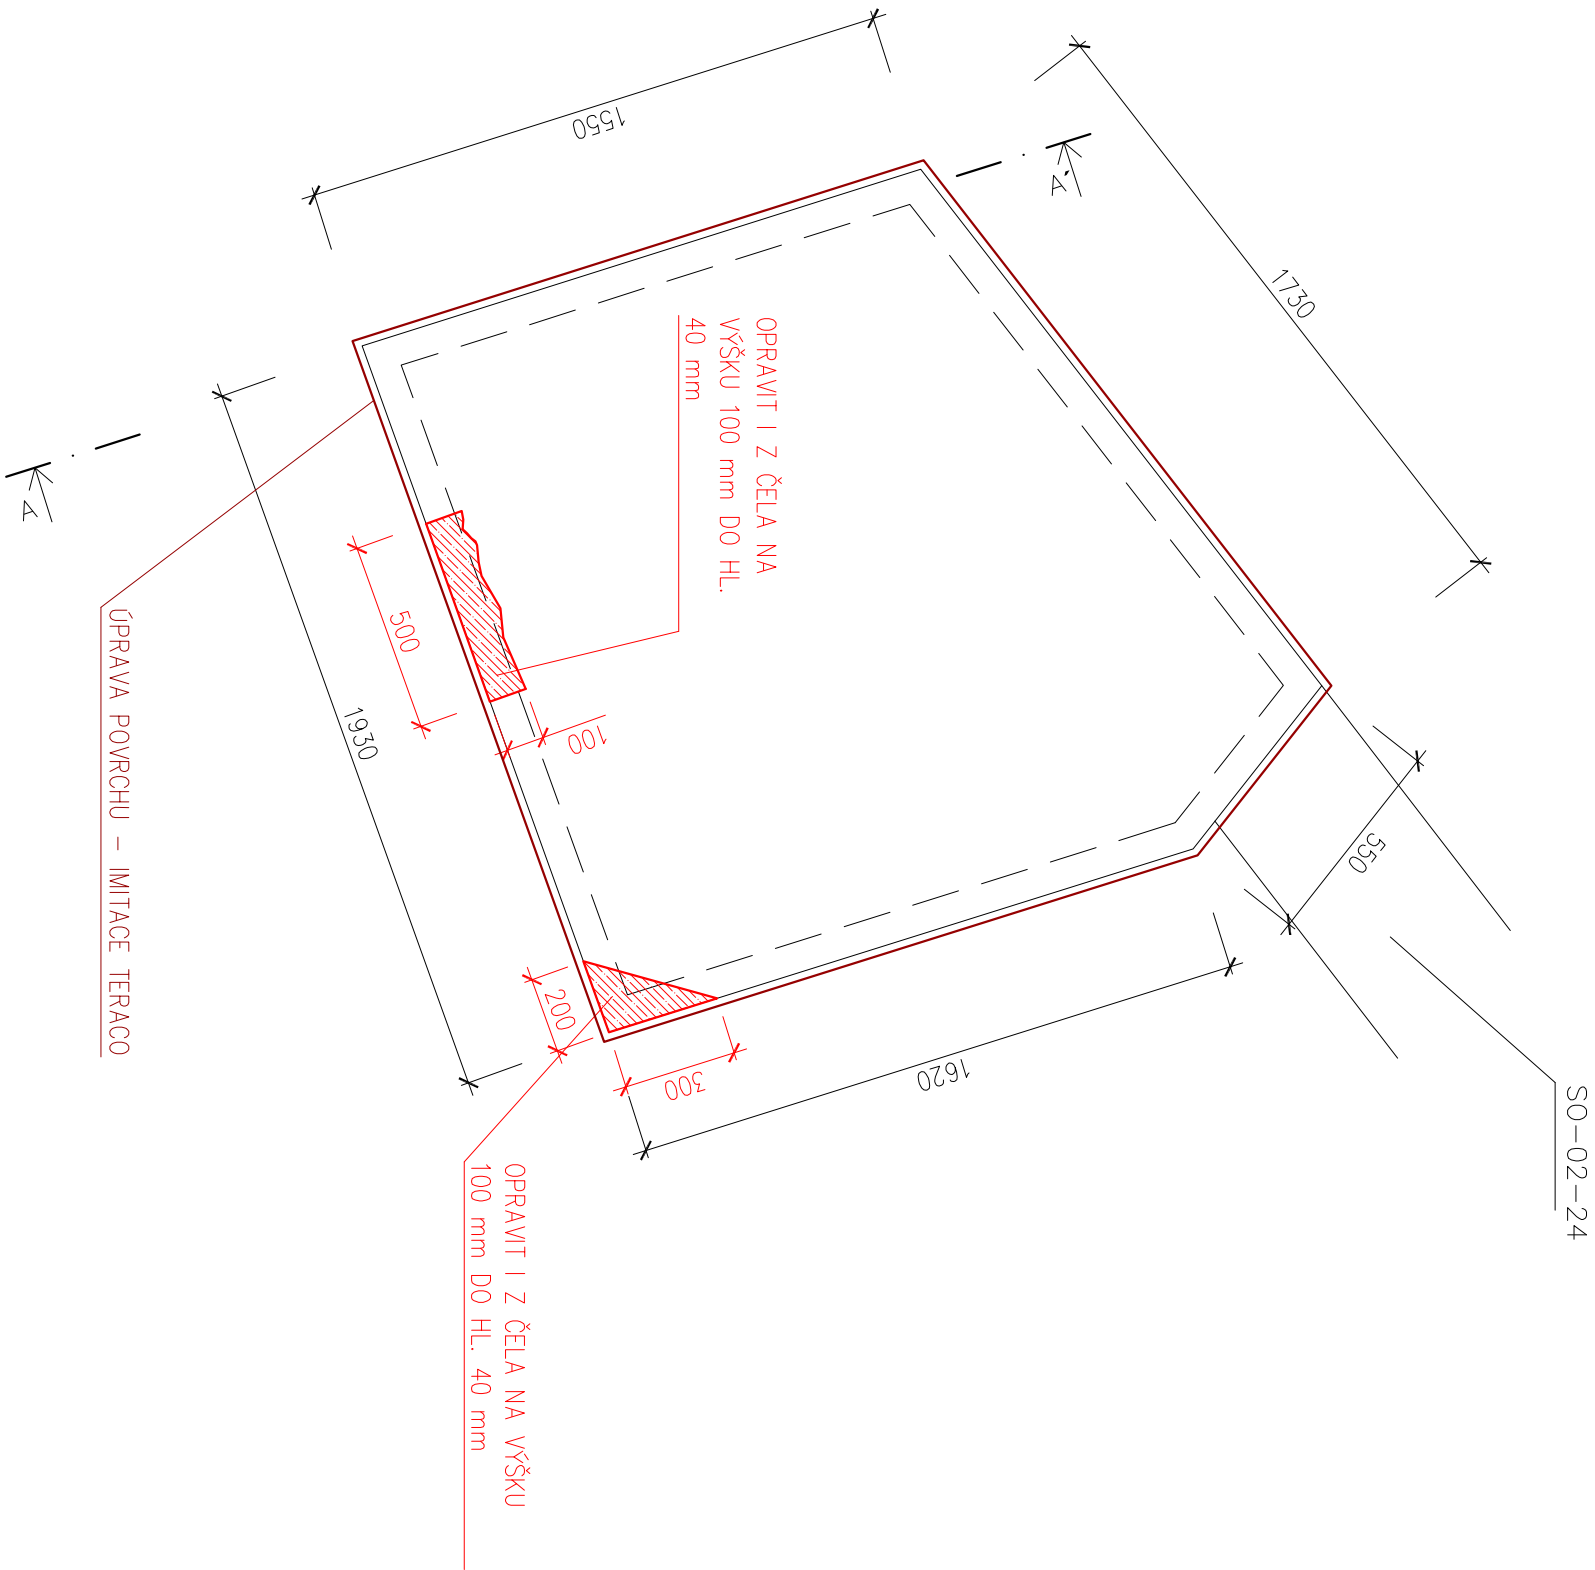 SO-02-24
1730
A'
1550
550
OPRAVIT I Z ČELA NA
VÝŠKU 100 mm DO HL.
40 mm
1620
300
200
100
500
1930
A
OPRAVIT I Z ČELA NA VÝŠKU
100 mm DO HL. 40 mm
ÚPRAVA POVRCHU - IMITACE TERACO